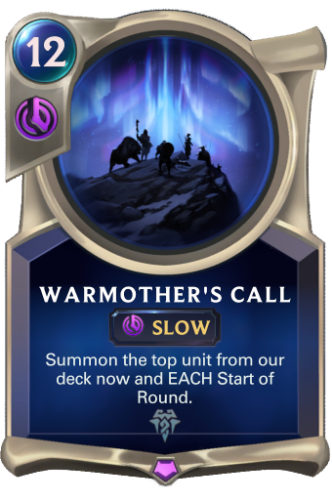 12
WARMOTHER'S CALL
SLOW
Summon the top unit from our
deck now and EACH Start of
Round.